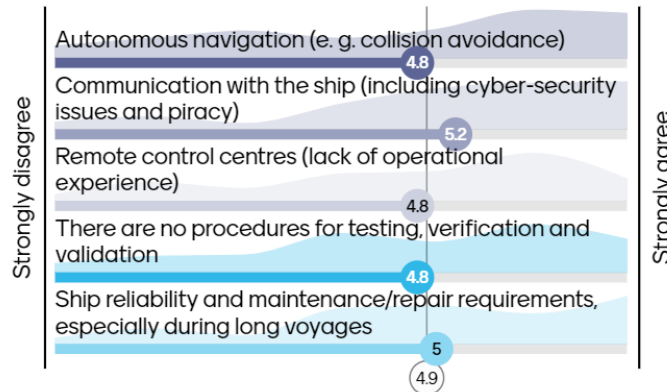 Strongly disagree
Autonomous navigation (e. g. collision avoidance)
4.8
Communication with the ship (including cyber-security
issues and piracy)
5.2
Remote control centres (lack of operational
experience)
4.8
There are no procedures for testing, verification and
validation
4.8
Ship reliability and maintenance/repair requirements,
especially during long voyages
5
4.9
Strongly agree